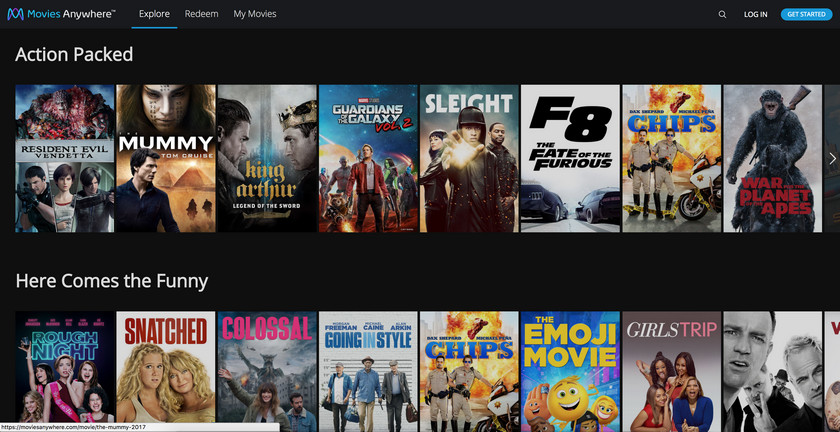 Movies Anywhere™ Explore Redeem My Movies LOG IN GET STARTED
Action Packed
RESIDENT EVIL
VENDETTA
THE
MUMMY
TOM CRUISE
king
arthur
LEGEND OF THE SWORD
MARVEL STUDIOS
GUARDIANS
OF THE GALAXY
VOL 2
SLEIGHT
F8
THE
FATE OF THE
FURIOUS
DAX SHEPARD MICHAEL PEÑA
CHIPS
WAR FOR THE
PLANET
OF THE
APES
Here Comes the Funny
ROUGH
NIGHT
SNATCHED
COLOSSAL
MORGAN FREEMAN MICHAEL CAINE ALAN ARKIN
GOING IN STYLE
DAX SHEPARD MICHAEL PEÑA
CHIPS
THE
EMOJI
MOVIE
GIRLS TRIP
https://moviesanywhere.com/movie/the-mummy-2017